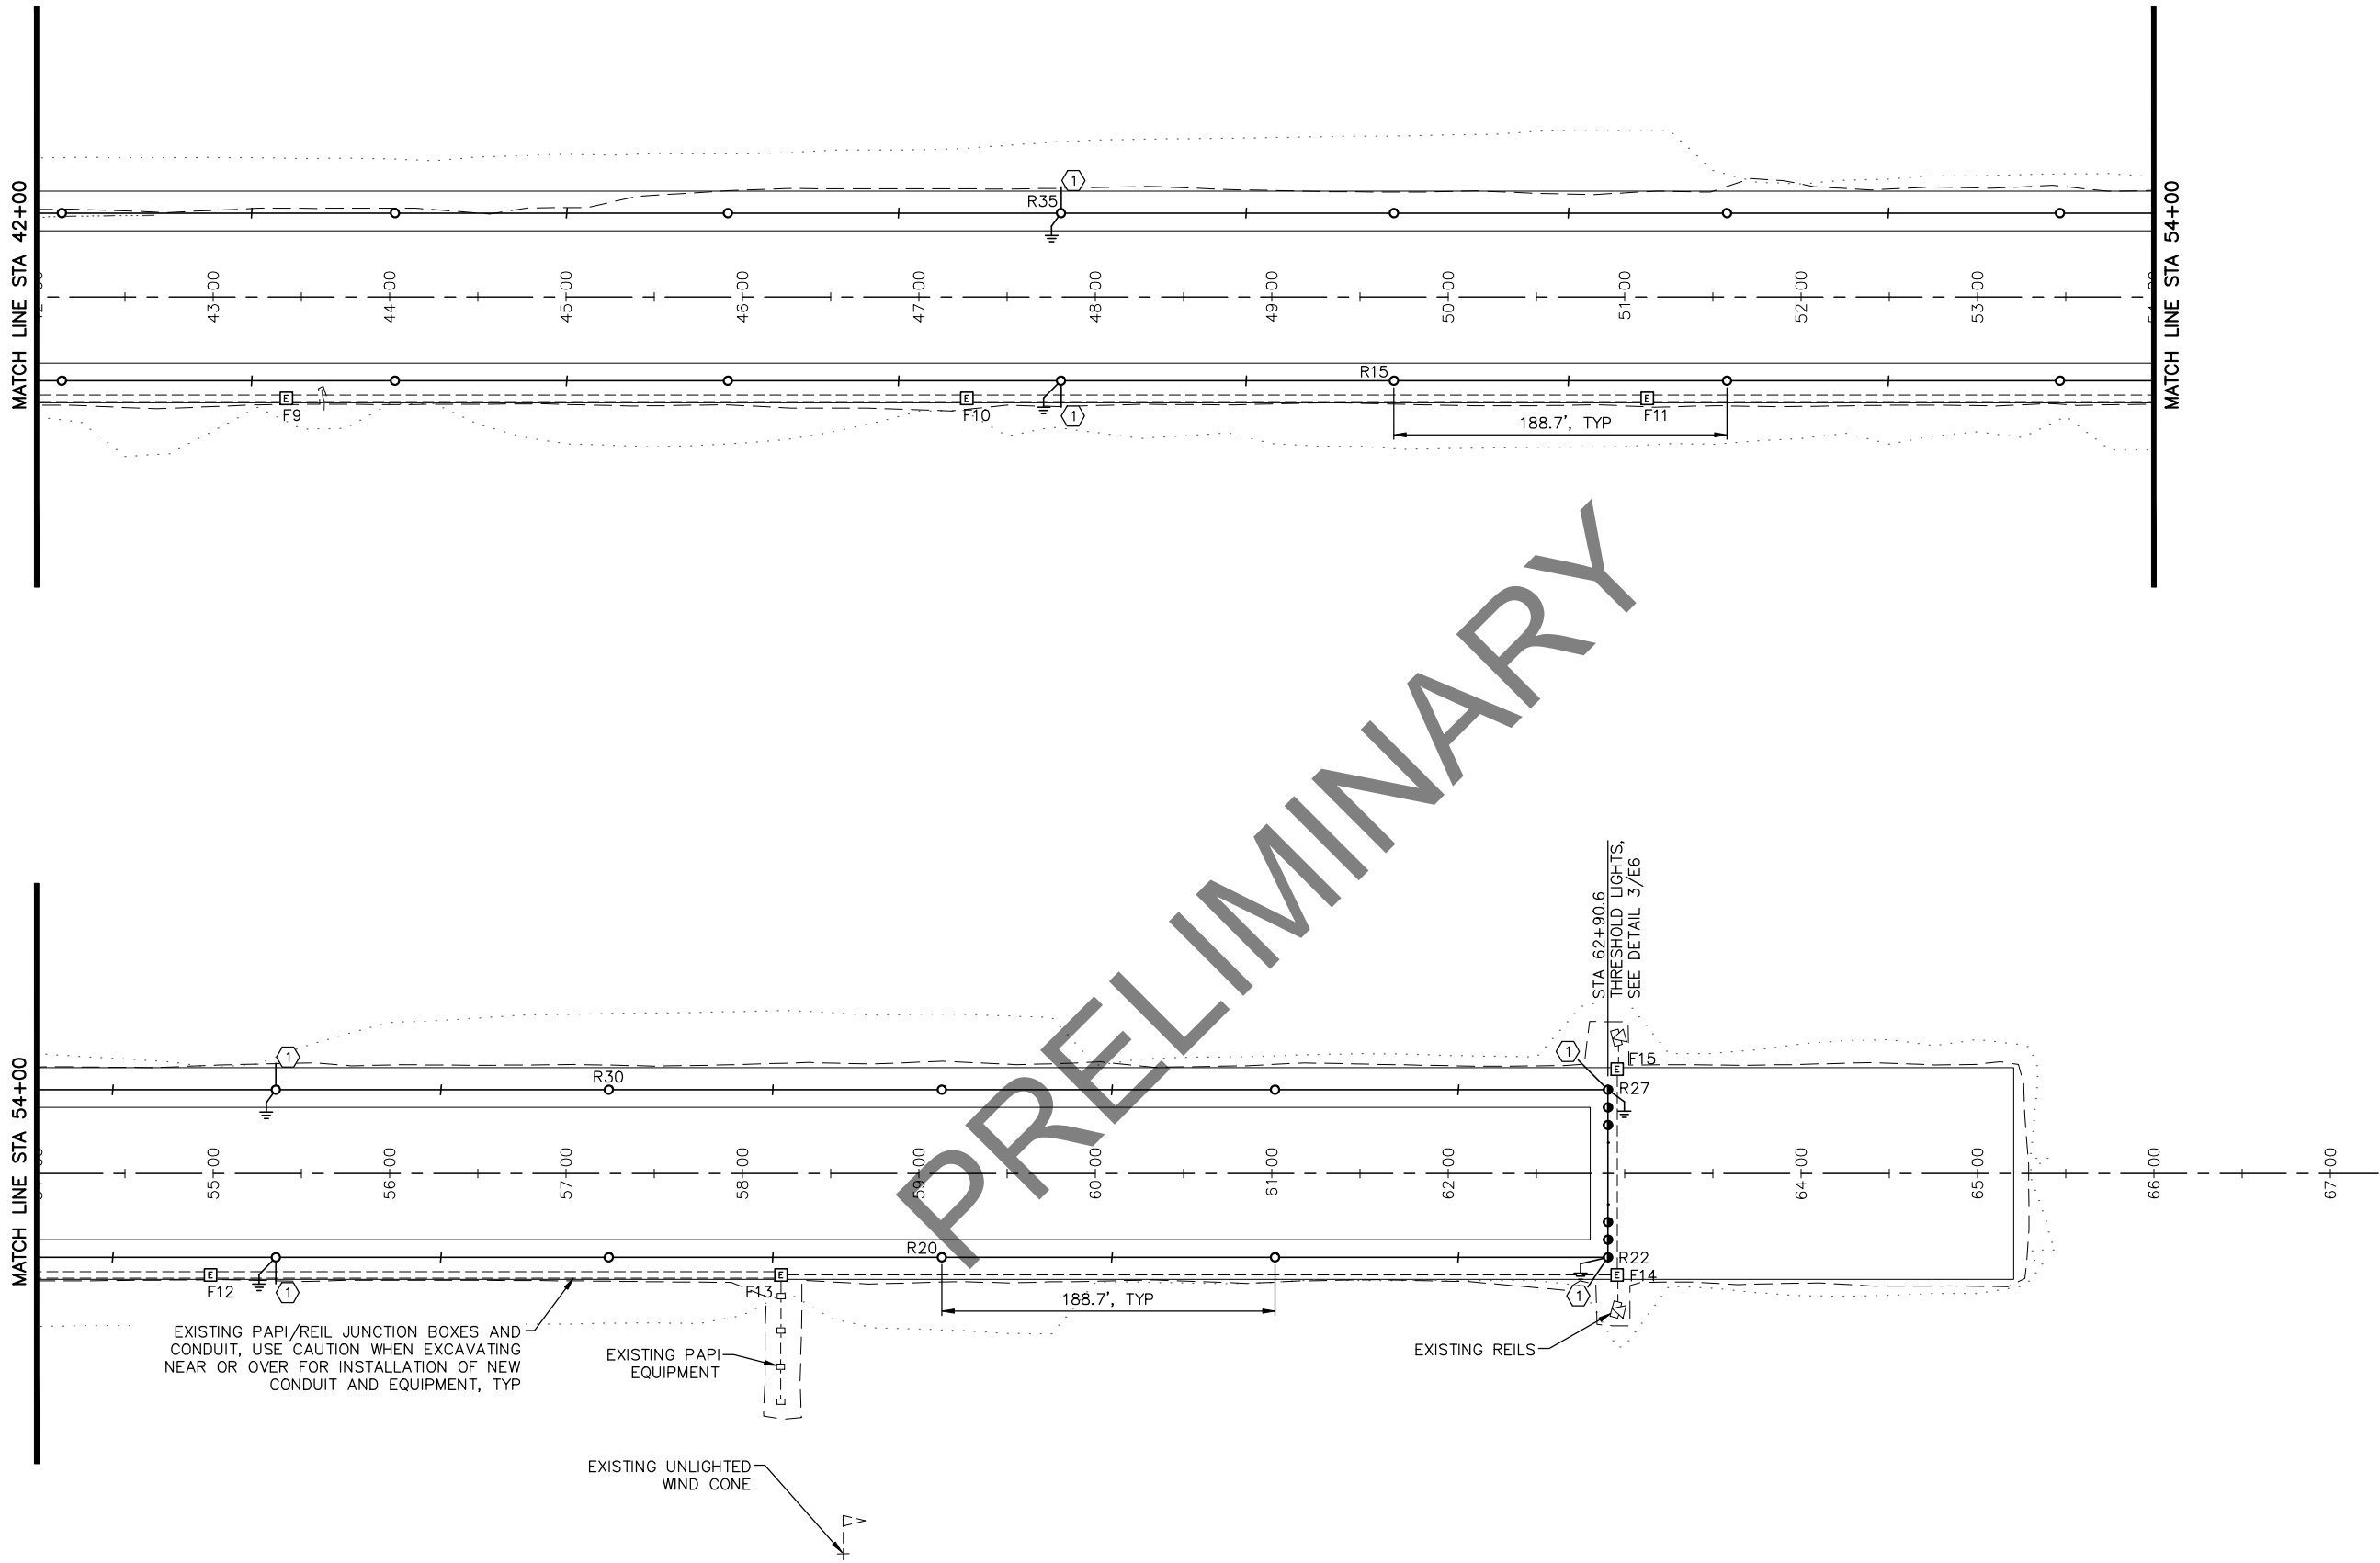 MATCH LINE STA 42+00
MATCH LINE STA 54+00
1
R35
43+00
44+00
45+00
46+00
47+00
48+00
49+00
50+00
51+00
52+00
53+00
R15
F9
F10
1
F11
188.7', TYP
PRELIMINARY
STA 62+90.6
THRESHOLD LIGHTS,
SEE DETAIL 3/E6
MATCH LINE STA 54+00
1
R30
1
F15
R27
55+00
56+00
57+00
58+00
59+00
60+00
61+00
62+00
64+00
65+00
66+00
67+00
R20
R22
F12
1
F13
F14
1
188.7', TYP
EXISTING PAPI/REIL JUNCTION BOXES AND
CONDUIT, USE CAUTION WHEN EXCAVATING
NEAR OR OVER FOR INSTALLATION OF NEW
CONDUIT AND EQUIPMENT, TYP
EXISTING PAPI
EQUIPMENT
EXISTING REILS
EXISTING UNLIGHTED
WIND CONE
E
E
E
E
E
E
E